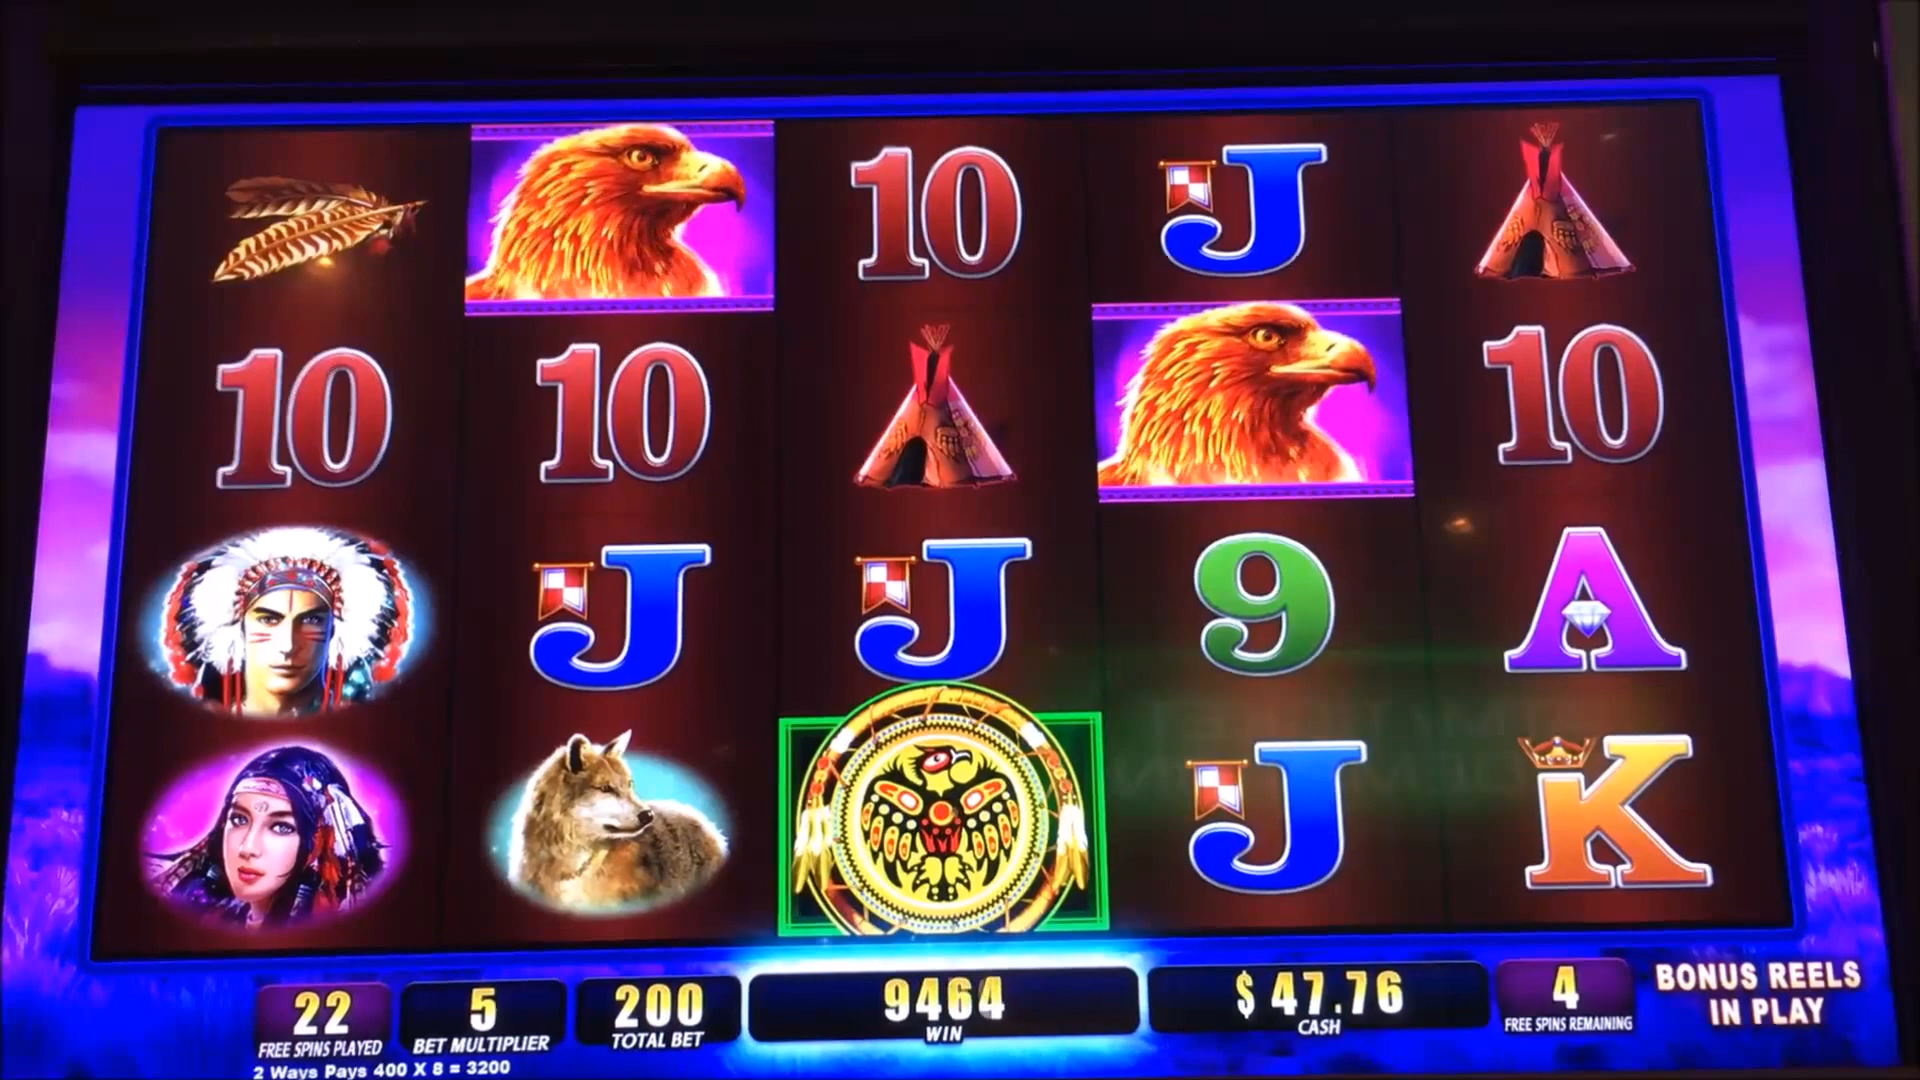 10 J
10 10 10
J J 9 A
J K
22 5 200 9464 $ 47.76 4
FREE SPINS PLAYED BET MULTIPLIER TOTAL BET WIN CASH FREE SPINS REMAINING
BONUS REELS
IN PLAY
2 Ways Pays 400 X 8 = 3200